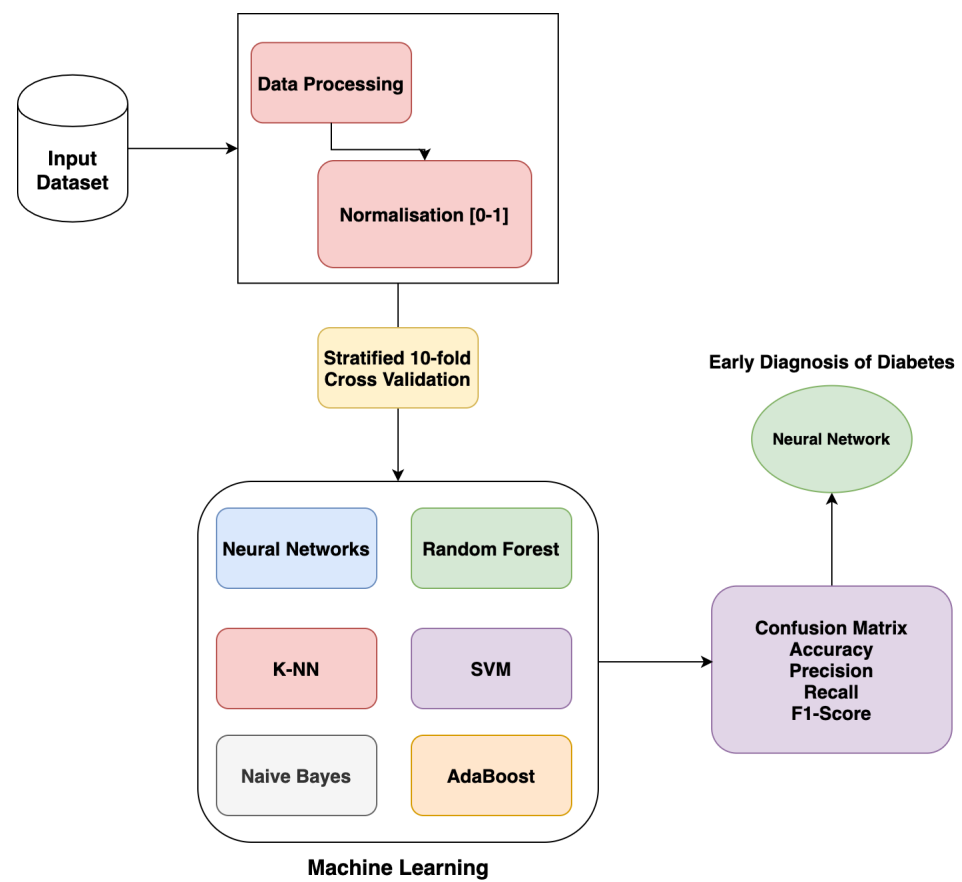 Data Processing
Input
Dataset
Normalisation [0-1]
Stratified 10-fold
Cross Validation
Early Diagnosis of Diabetes
Neural Network
Neural Networks
Random Forest
K-NN
SVM
Naive Bayes
AdaBoost
Confusion Matrix
Accuracy
Precision
Recall
F1-Score
Machine Learning